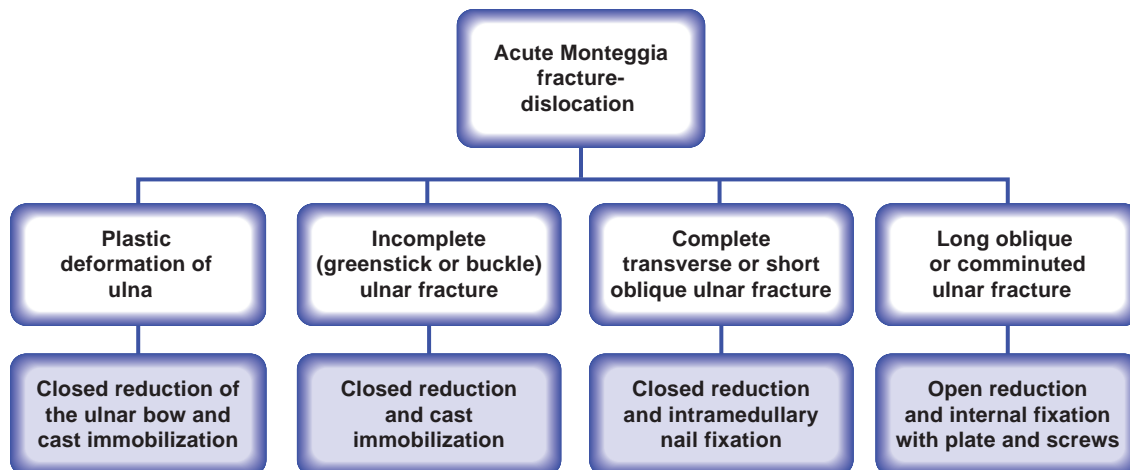 Acute Monteggia
fracture-
dislocation
Plastic
deformation of
ulna
Incomplete
(greenstick or buckle)
ulnar fracture
Complete
transverse or short
oblique ulnar fracture
Long oblique
or comminuted
ulnar fracture
Closed reduction of
the ulnar bow and
cast immobilization
Closed reduction
and cast
immobilization
Closed reduction
and intramedullary
nail fixation
Open reduction
and internal fixation
with plate and screws